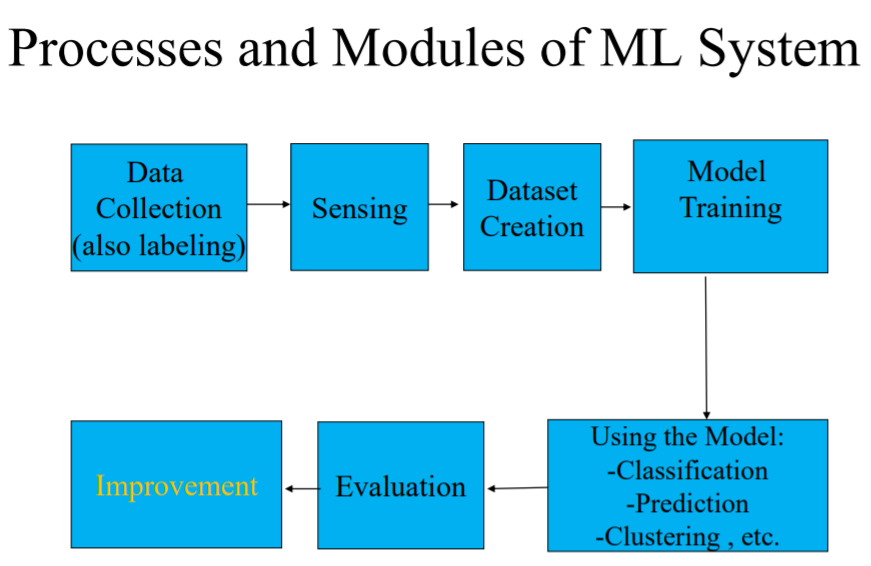 Processes and Modules of ML System
Data
Collection
(also labeling)
Sensing
Dataset
Creation
Model
Training
Using the Model:
-Classification
-Prediction
-Clustering , etc.
Evaluation
Improvement